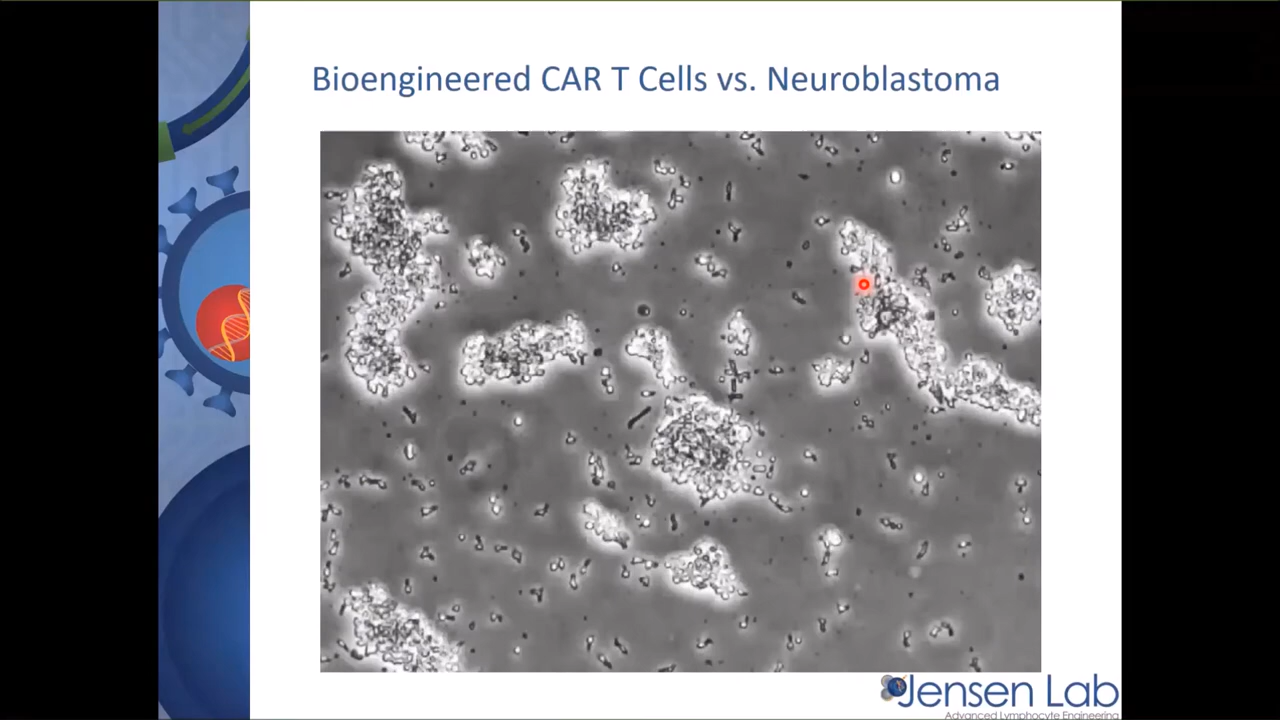 Bioengineered CAR T Cells vs. Neuroblastoma
Jensen Lab
Advanced Lymphocyte Engineering